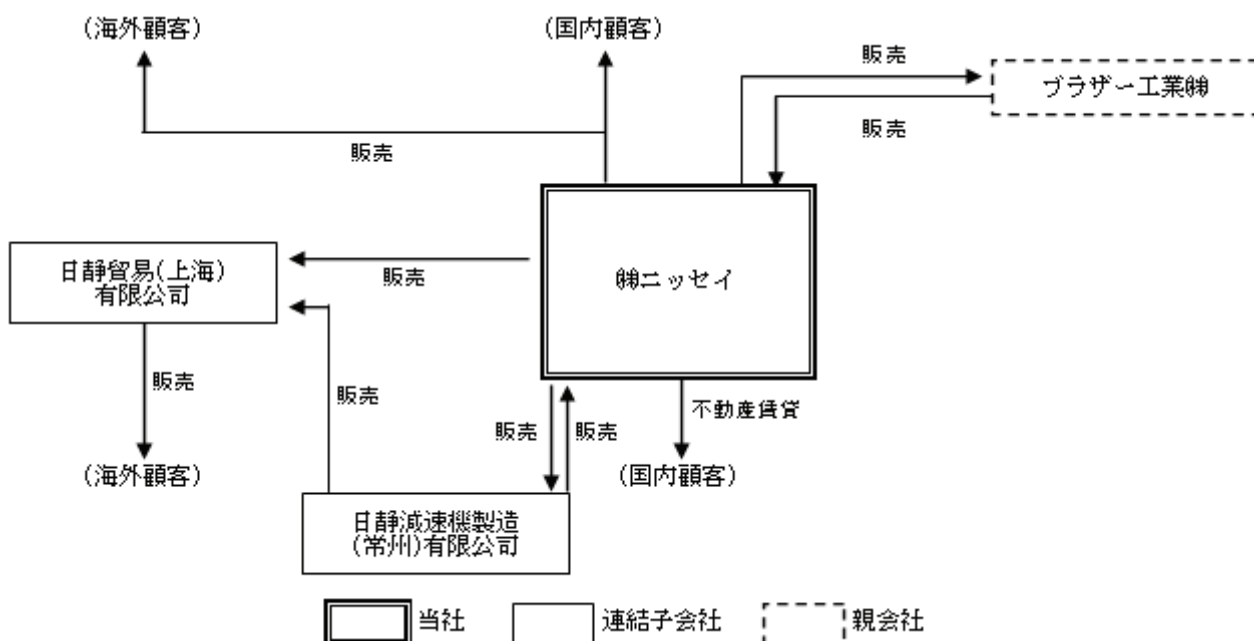 (海外顧客)
(国内顧客)
販売
ブラザー工業㈱
販売
販売
日静貿易(上海)
有限公司
販売
㈱ニッセイ
販売
販売
不動産賃貸
販売
販売
(海外顧客)
(国内顧客)
日静減速機製造
(常州)有限公司
当社
連結子会社
親会社